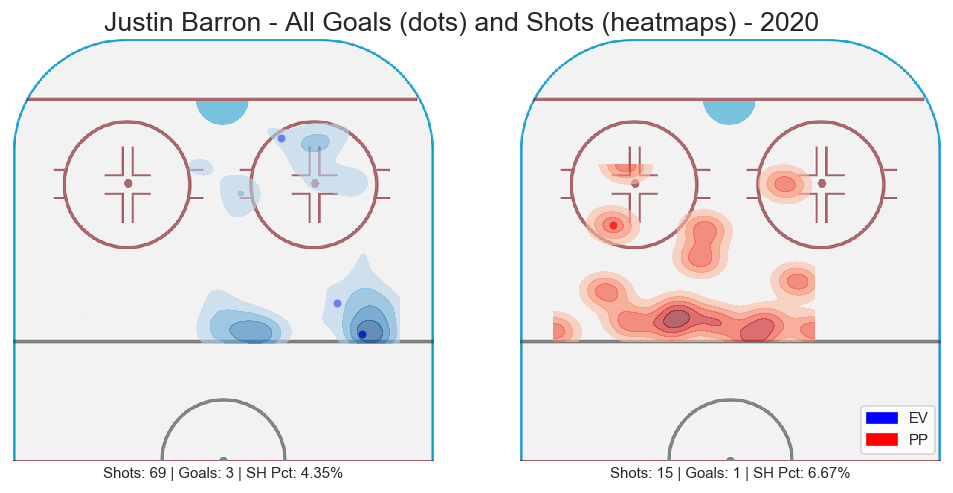 Justin Barron - All Goals (dots) and Shots (heatmaps) - 2020
EV
PP
Shots: 69 | Goals: 3 | SH Pct: 4.35%
Shots: 15 | Goals: 1 | SH Pct: 6.67%